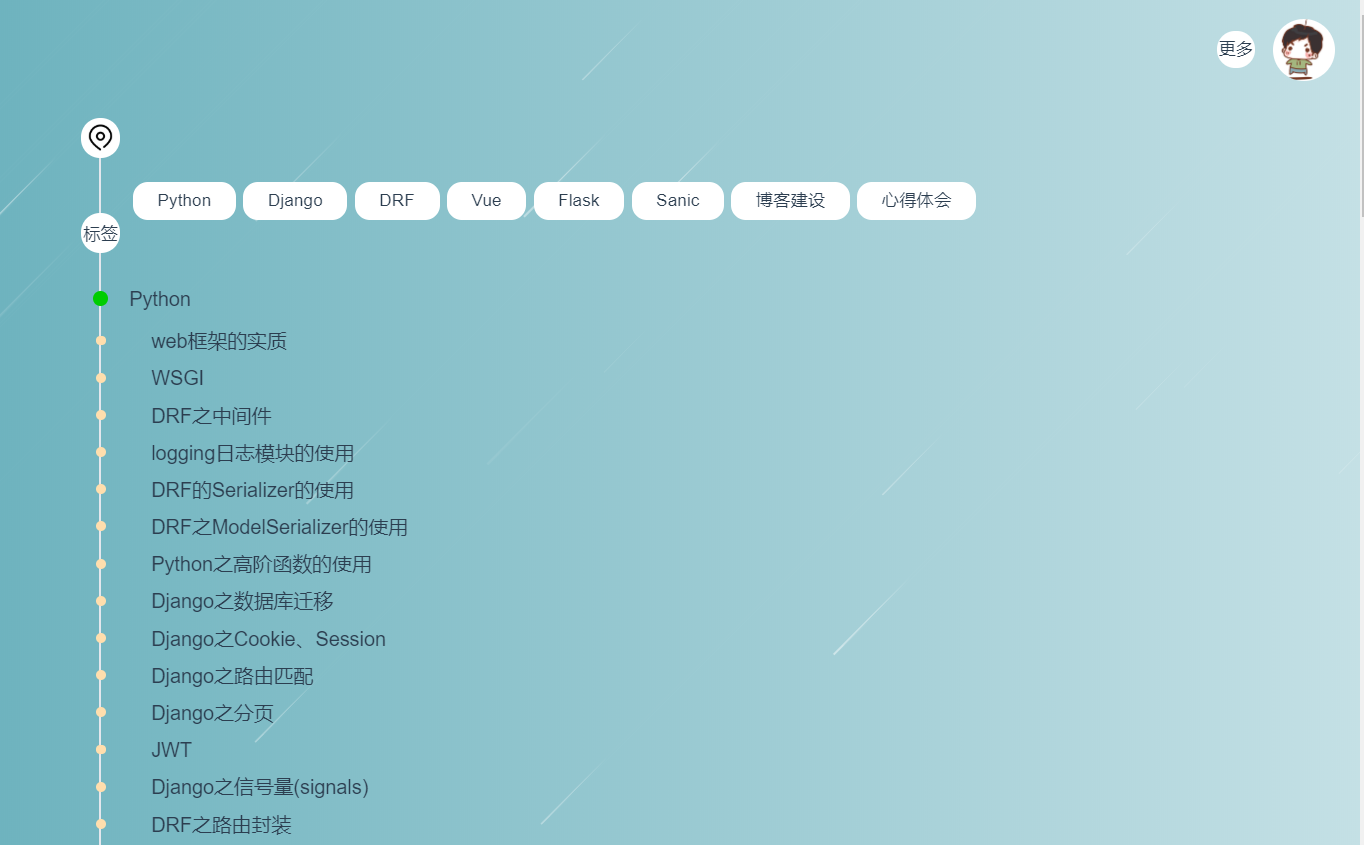 更多
Python Django DRF Vue Flask Sanic 博客建设 心得体会
标签
Python
web框架的实质
WSGI
DRF之中间件
logging日志模块的使用
DRF的Serializer的使用
DRF之ModelSerializer的使用
Python之高阶函数的使用
Django之数据库迁移
Django之Cookie、Session
Django之路由匹配
Django之分页
JWT
Django之信号量(signals)
DRF之路由封装